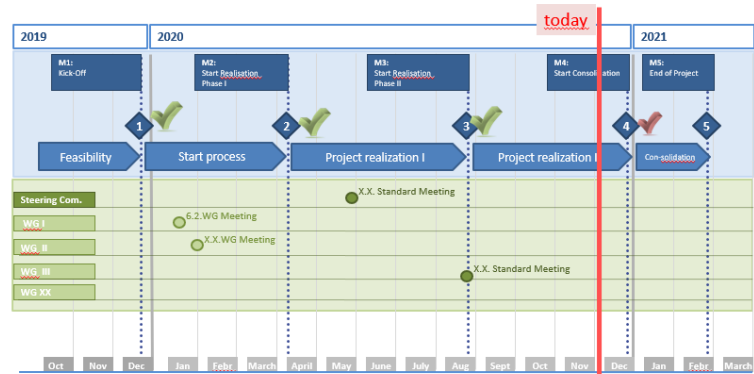 today
2019
2020
2021
M1:
Kick-Off
M2:
Start Realisation
Phase I
M3:
Start Realisation
Phase II
M4:
Start Consolidation
M5:
End of Project
1
2
3
4
5
Feasibility
Start process
Project realization I
Project realization I
Con-solidation
Steering Com.
X.X. Standard Meeting
WG I
6.2.WG Meeting
WG II
X.X.WG Meeting
WG III
X.X. Standard Meeting
WG XX
Oct Nov Dec Jan Febr March April May June July Aug Sept Oct Nov Dec Jan Febr March